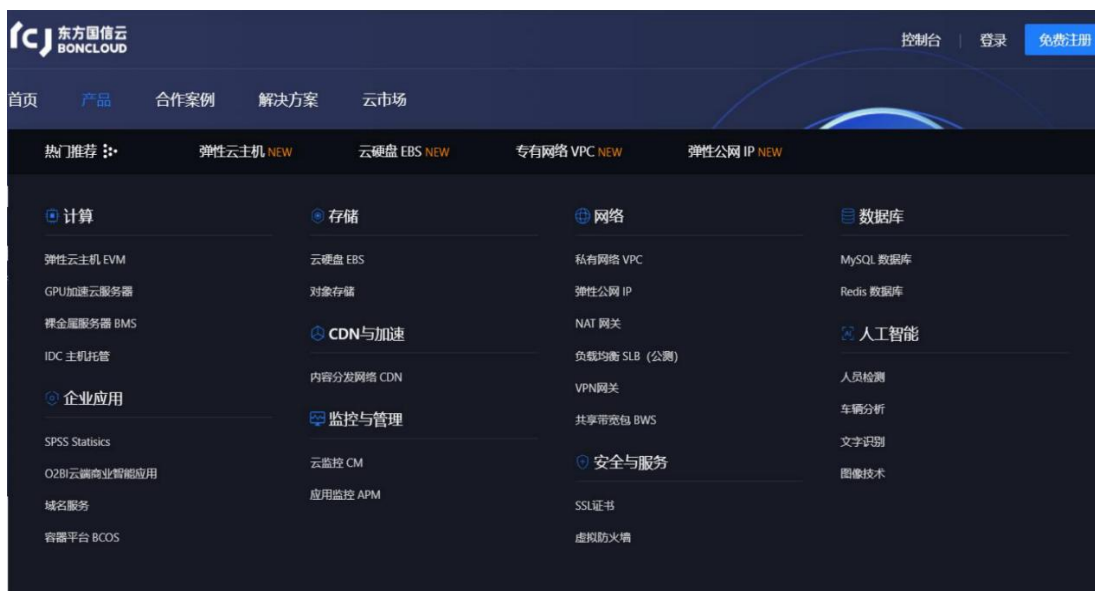 东方国信云
BONCLOUD
控制台
登录
免费注册
首页
产品
合作案例
解决方案
云市场
热门推荐
弹性云主机 NEW
云硬盘 EBS NEW
专有网络 VPC NEW
弹性公网 IP NEW
计算
弹性云主机 EVM
GPU加速云服务器
裸金属服务器 BMS
IDC 主机托管
企业应用
SPSS Statisics
O2BI云端商业智能应用
域名服务
容器平台 BCOS
存储
云硬盘 EBS
对象存储
CDN与加速
内容分发网络 CDN
监控与管理
云监控 CM
应用监控 APM
网络
私有网络 VPC
弹性公网 IP
NAT 网关
负载均衡 SLB（公测）
VPN网关
共享带宽包 BWS
安全与服务
SSL证书
虚拟防火墙
数据库
MySQL 数据库
Redis 数据库
人工智能
人员检测
车辆分析
文字识别
图像技术